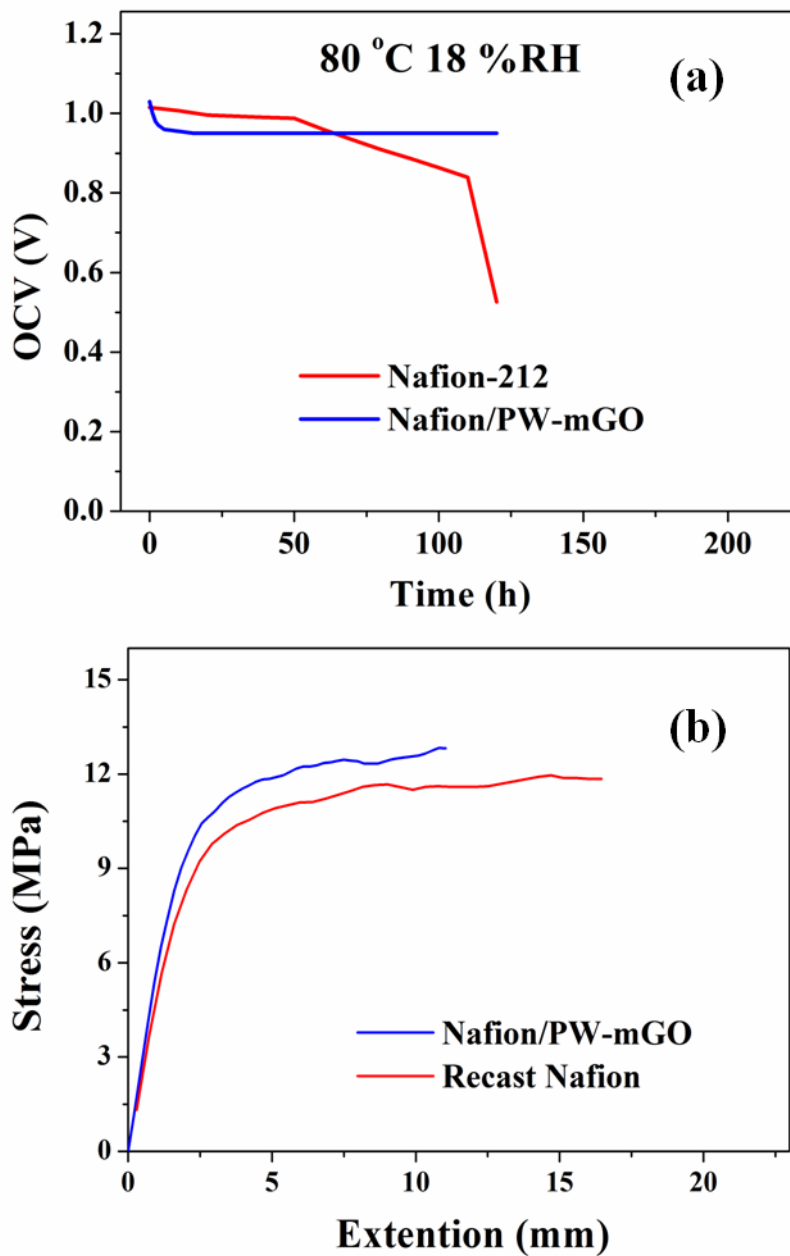 80 °C 18 %RH
(a)
1.2
1.0
0.8
0.6
0.4
0.2
0.0
OCV (V)
Nafion-212
Nafion/PW-mGO
0 50 100 150 200
Time (h)
(b)
15
12
9
6
3
0
Stress (MPa)
Nafion/PW-mGO
Recast Nafion
0 5 10 15 20
Extention (mm)